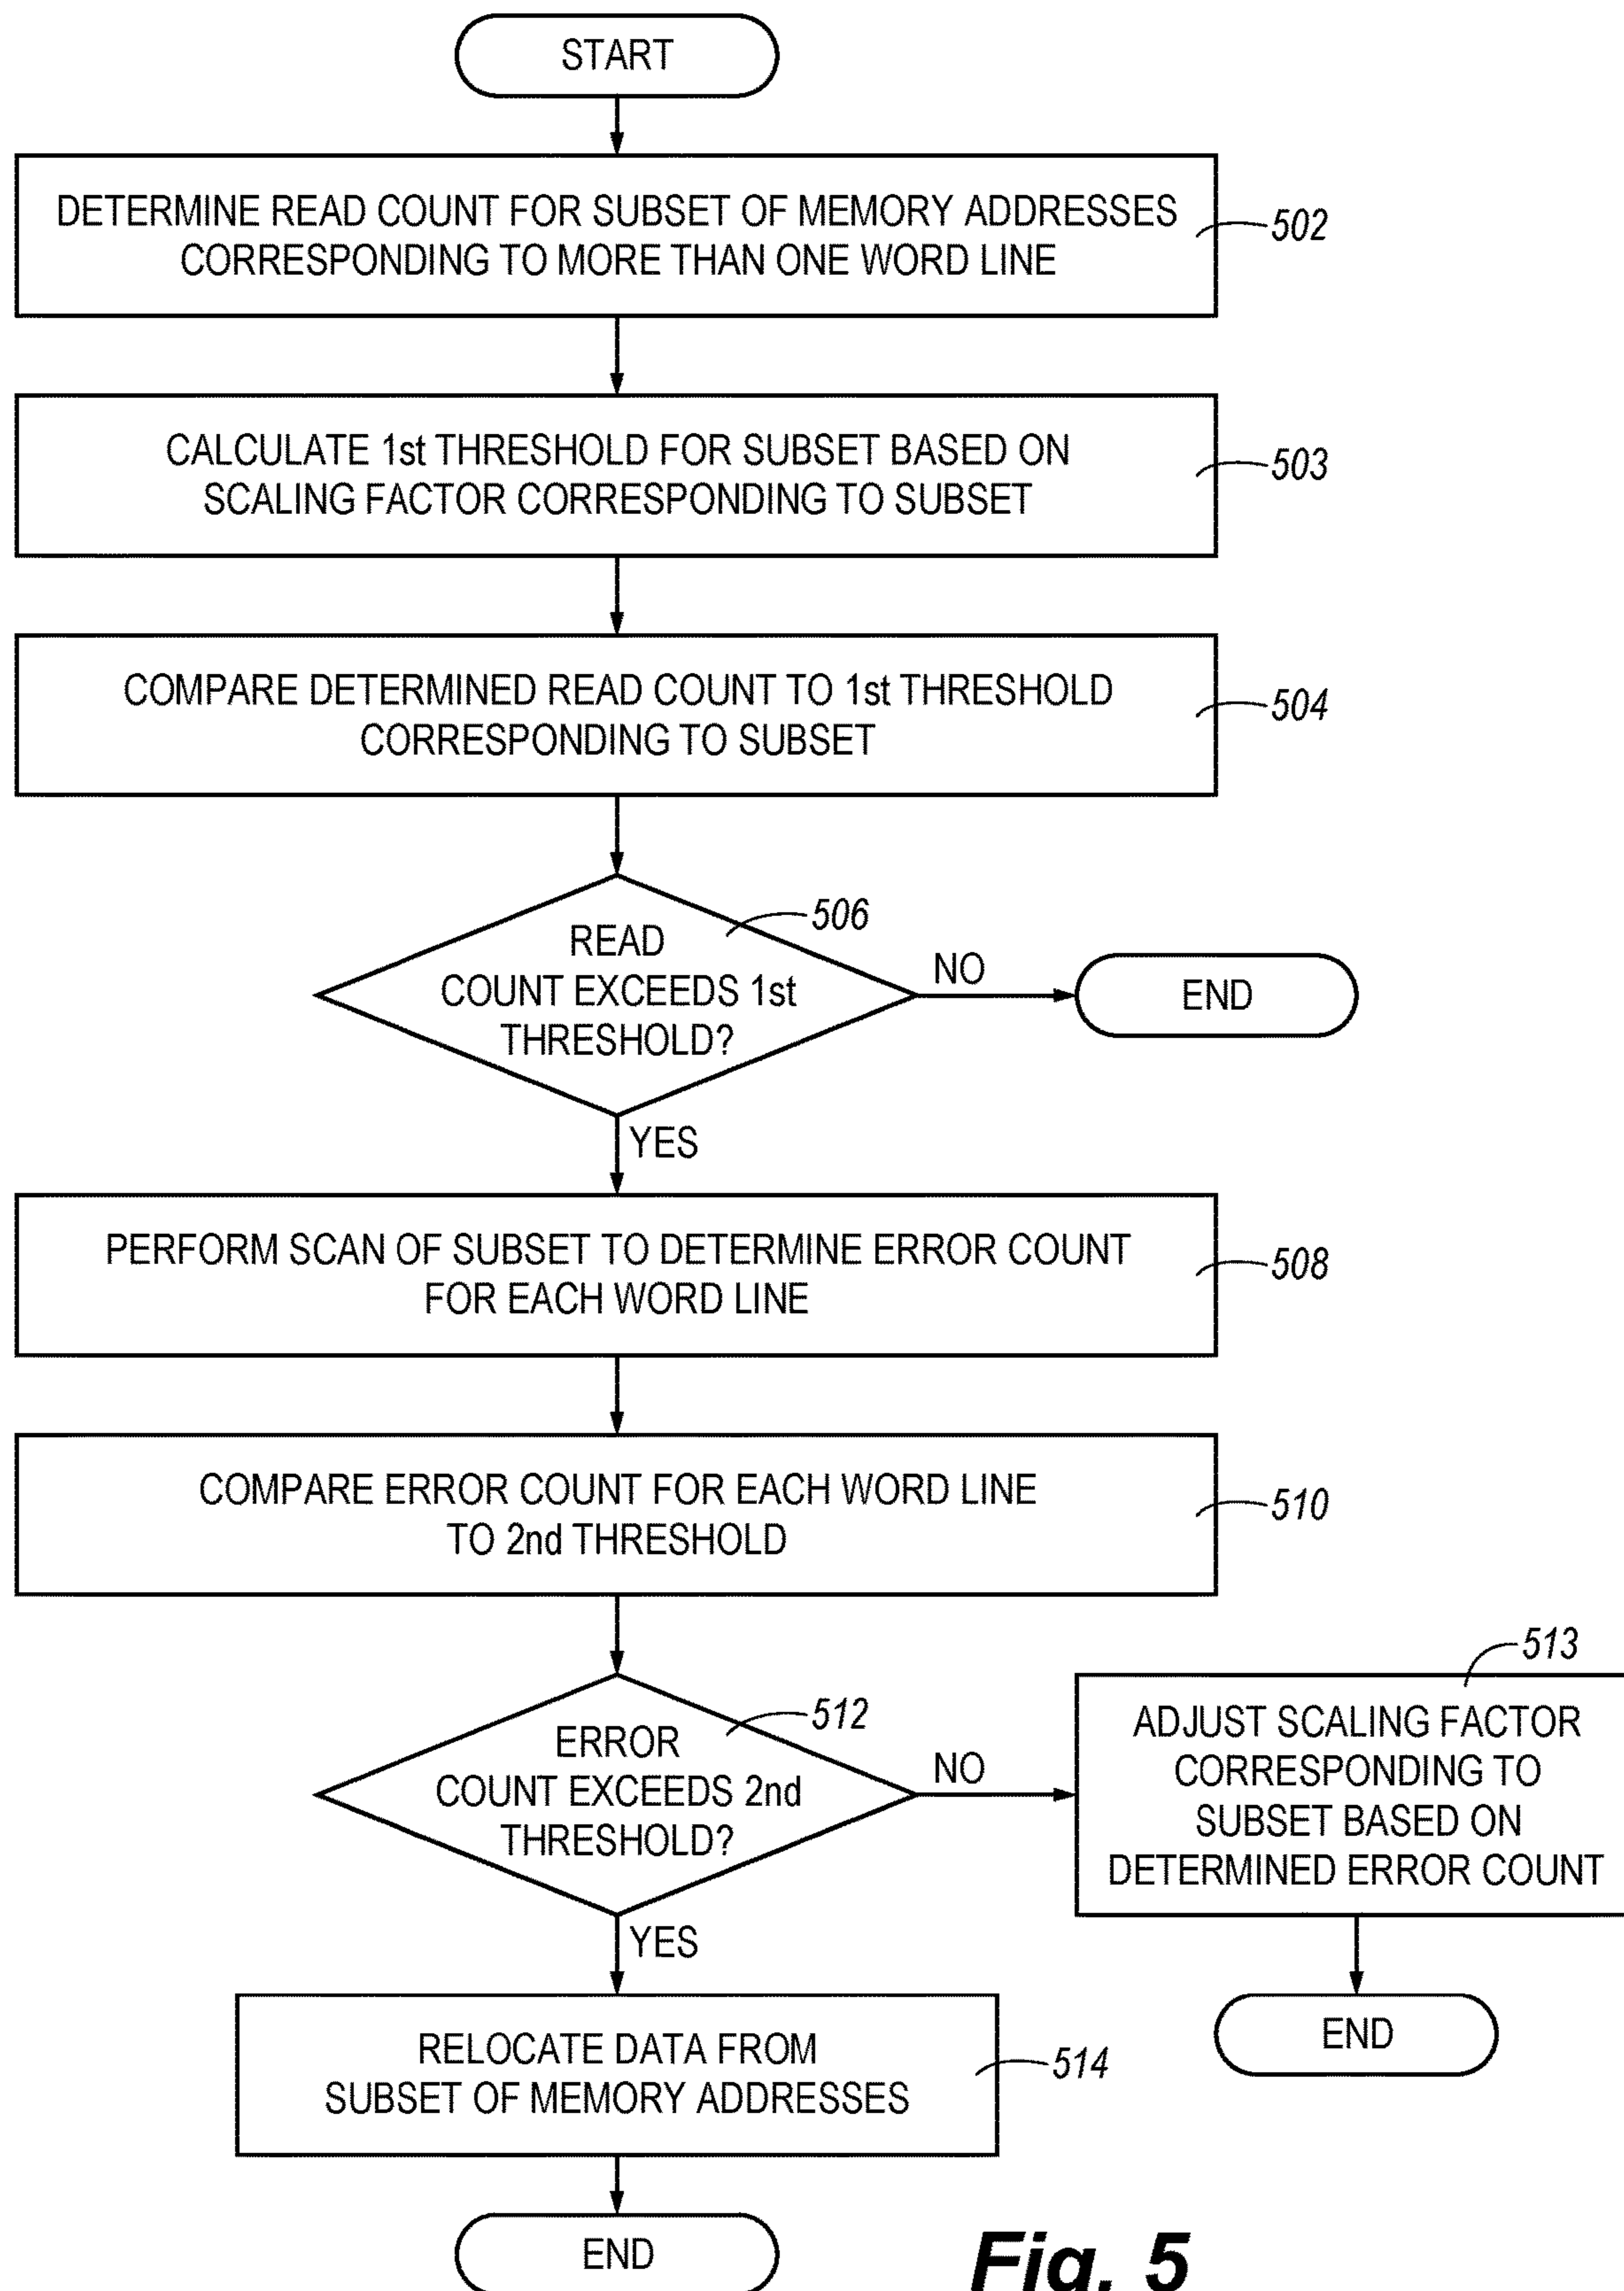 START
DETERMINE READ COUNT FOR SUBSET OF MEMORY ADDRESSES
CORRESPONDING TO MORE THAN ONE WORD LINE
502
CALCULATE 1st THRESHOLD FOR SUBSET BASED ON
SCALING FACTOR CORRESPONDING TO SUBSET
503
COMPARE DETERMINED READ COUNT TO 1st THRESHOLD
CORRESPONDING TO SUBSET
504
506
READ
COUNT EXCEEDS 1st
THRESHOLD?
NO
END
YES
PERFORM SCAN OF SUBSET TO DETERMINE ERROR COUNT
FOR EACH WORD LINE
508
COMPARE ERROR COUNT FOR EACH WORD LINE
TO 2nd THRESHOLD
510
512
ERROR
COUNT EXCEEDS 2nd
THRESHOLD?
NO
513
ADJUST SCALING FACTOR
CORRESPONDING TO
SUBSET BASED ON
DETERMINED ERROR COUNT
END
YES
RELOCATE DATA FROM
SUBSET OF MEMORY ADDRESSES
514
END
Fig. 5